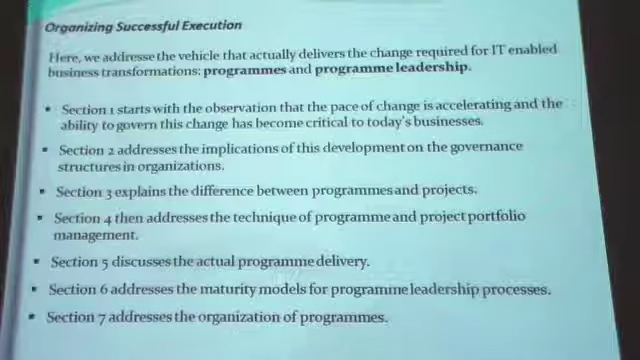 Organizing Successful Execution
Here, we addresse the vehicle that actually delivers the change required for IT enabled
business transformations: programmes and programme leadership.
▪ Section 1 starts with the observation that the pace of change is accelerating and the
ability to govern this change has become critical to today's businesses.
▪ Section 2 addresses the implications of this development on the governance
structures in organizations.
▪ Section 3 explains the difference between programmes and projects.
▪ Section 4 then addresses the technique of programme and project portfolio
management.
▪ Section 5 discusses the actual programme delivery.
▪ Section 6 addresses the maturity models for programme leadership processes.
▪ Section 7 addresses the organization of programmes.